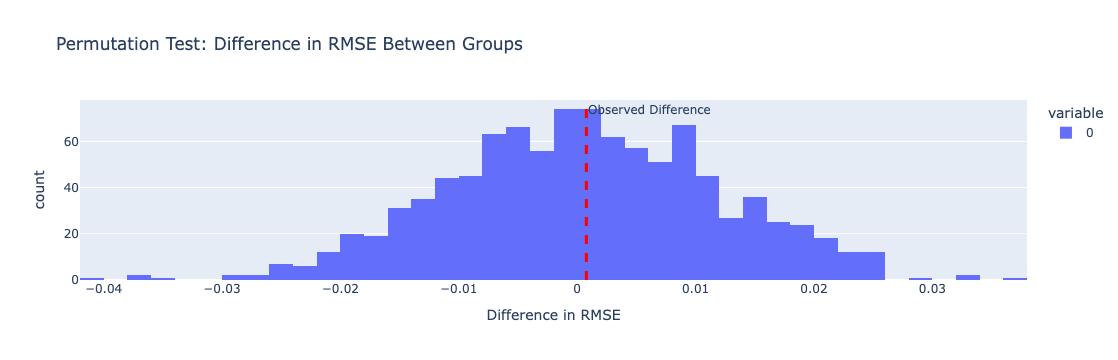 Permutation Test: Difference in RMSE Between Groups
Observed Difference
variable
0
count
60
40
20
0
−0.04 −0.03 −0.02 −0.01 0 0.01 0.02 0.03
Difference in RMSE